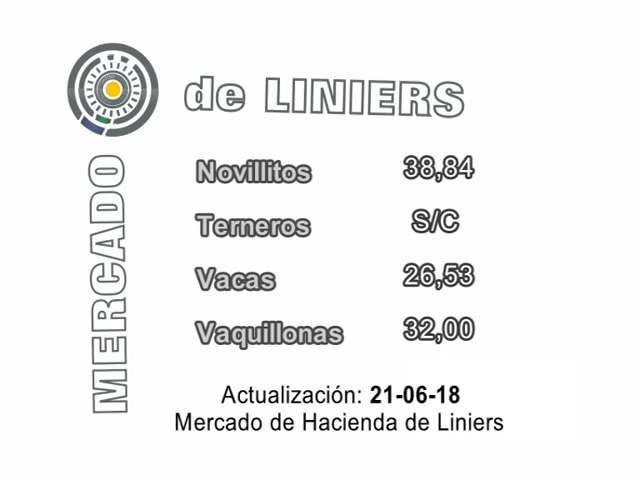 MERCADO
de LINIERS
Novillitos 38,84
Terneros S/C
Vacas 26,53
Vaquillonas 32,00
Actualización: 21-06-18
Mercado de Hacienda de Liniers